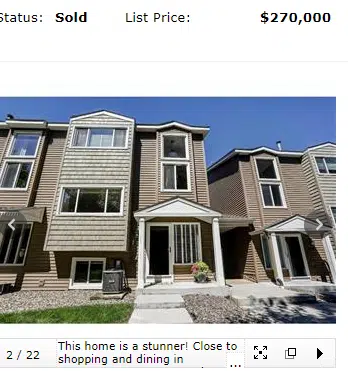 Status: Sold List Price: $270,000
2 / 22
This home is a stunner! Close to
shopping and dining in
...